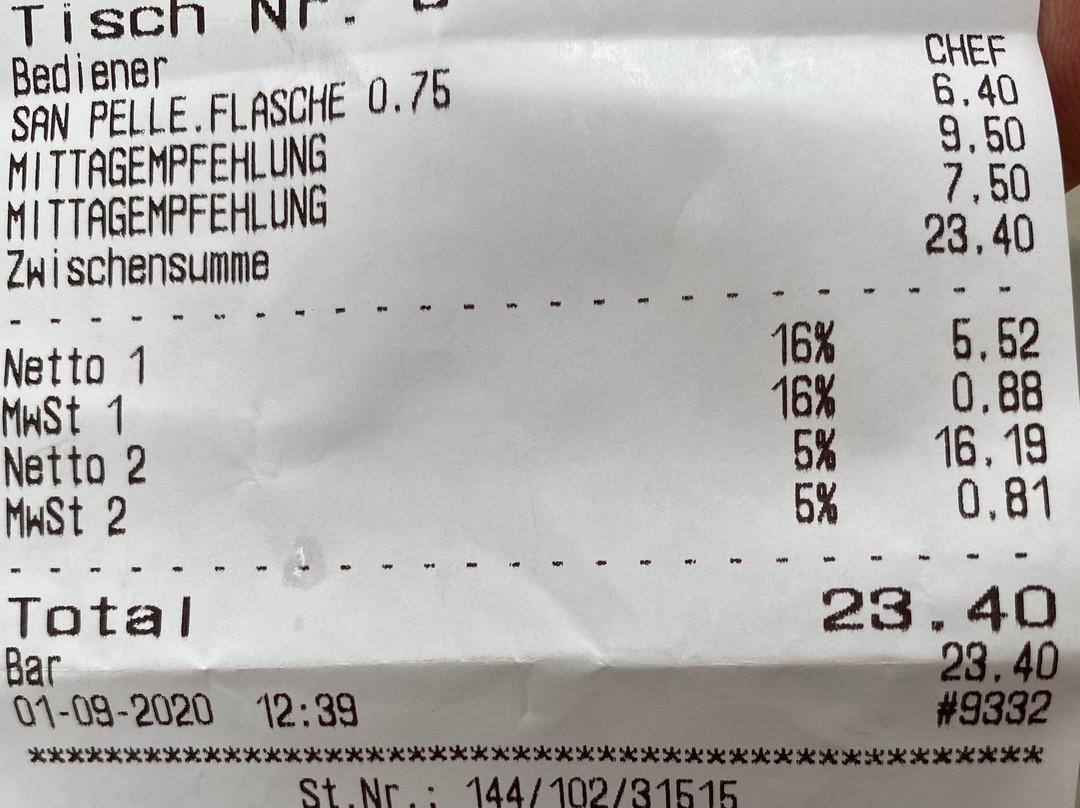 Tisch Nr.
Bediener CHEF
SAN PELLE.FLASCHE 0.75 6.40
MITTAGEMPFEHLUNG 9.50
MITTAGEMPFEHLUNG 7.50
Zwischensumme 23.40
- - - - - - - - - - - - - - - - - - - - - - - - -
Netto 1 16% 5.52
MwSt 1 16% 0.88
Netto 2 5% 16.19
MwSt 2 5% 0.81
- - - - - - - - - - - - - - - - - - - - - - - - -
Total 23.40
Bar 23.40
01-09-2020 12:39 #9332
****************************************
St.Nr.: 144/102/31515